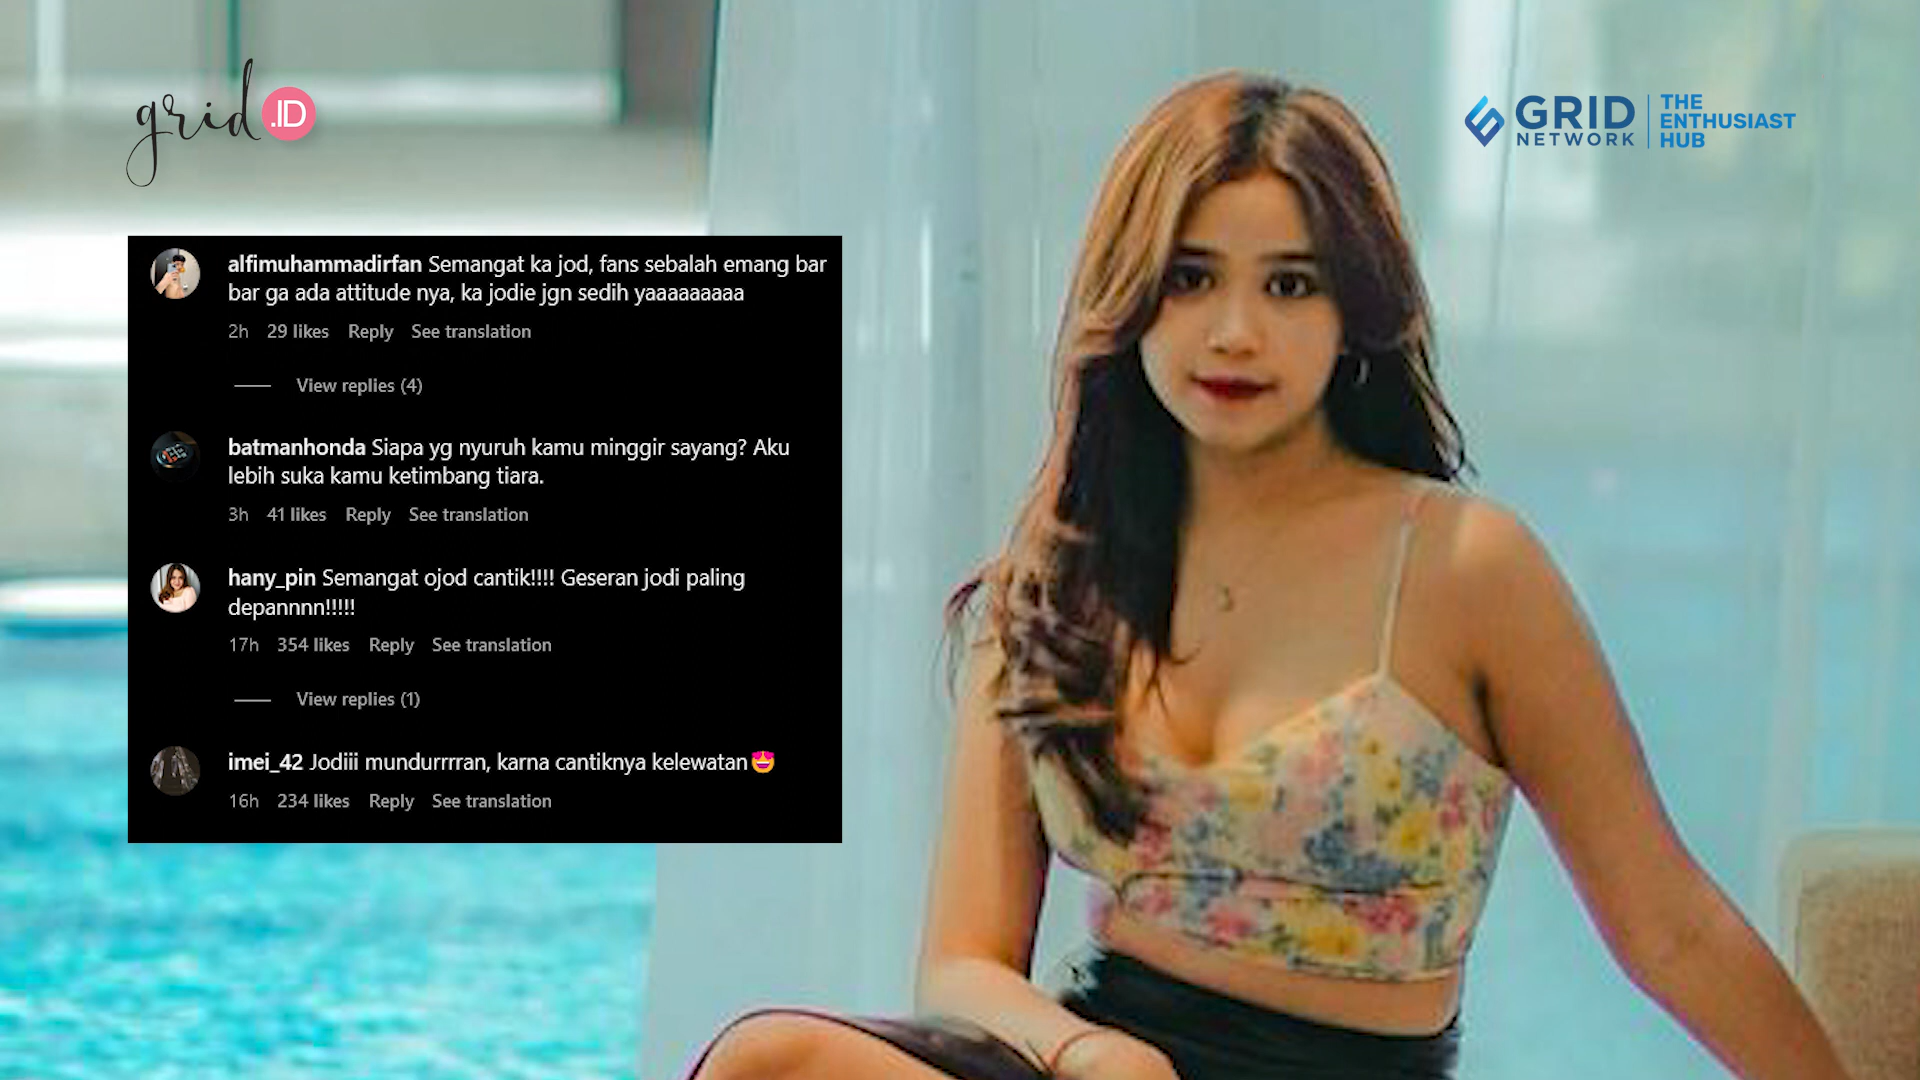 grid.ID
GRID NETWORK
THE ENTHUSIAST HUB
alfimuhammadirfan Semangat ka jod, fans sebalah emang bar
bar ga ada attitude nya, ka jodie jgn sedih yaaaaaaaaa
2h 29 likes Reply See translation
View replies (4)
batmanhonda Siapa yg nyuruh kamu minggir sayang? Aku
lebih suka kamu ketimbang tiara.
3h 41 likes Reply See translation
hany_pin Semangat ojod cantik!!!! Geseran jodi paling
depannnn!!!!!
17h 354 likes Reply See translation
View replies (1)
imei_42 Jodiii mundurrrran, karna cantiknya kelewatan🤩
16h 234 likes Reply See translation